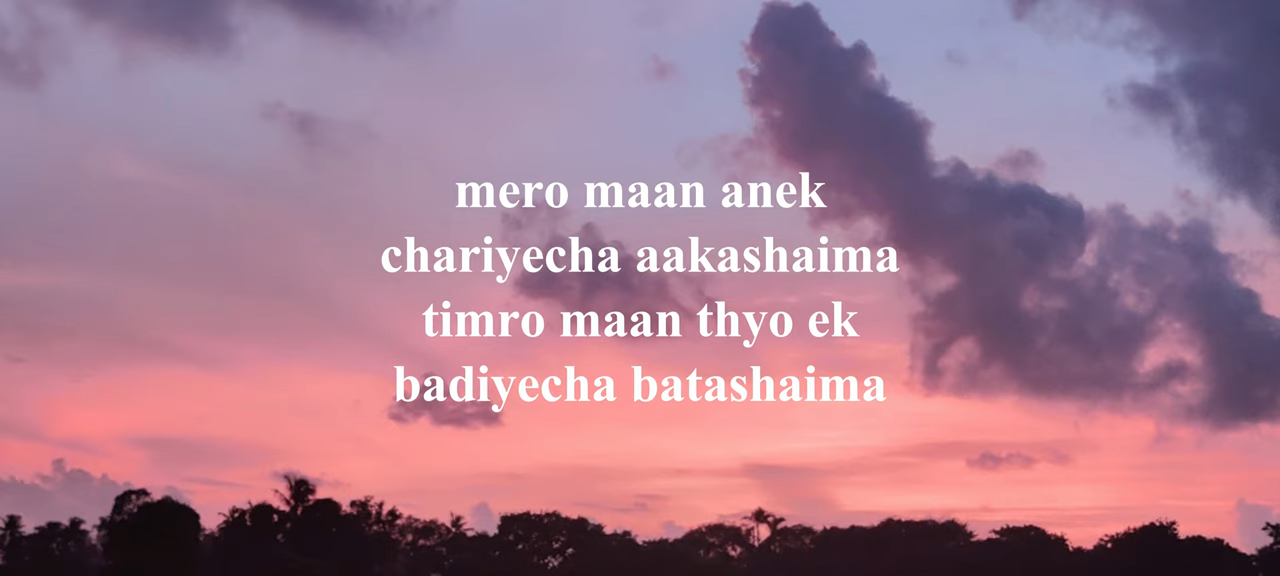 mero maan anek
chariyecha aakashaima
timro maan thyo ek
badiyecha batashaima